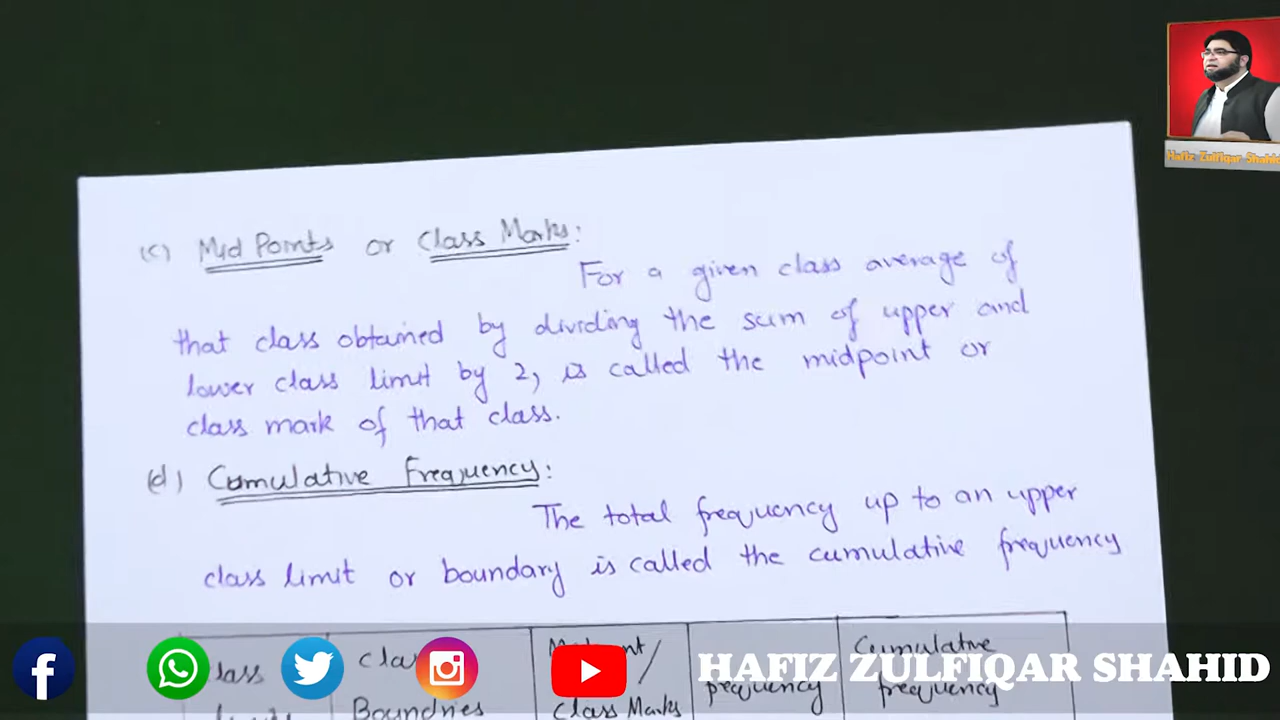 Hafiz Zulfiqar Shahid
(c) Mid Points or Class Marks:
For a given class average of
that class obtained by dividing the sum of upper and
lower class limit by 2, is called the midpoint or
class mark of that class.
(d) Cumulative Frequency:
The total frequency up to an upper
class limit or boundary is called the cumulative frequency
Boundries
Class Marks
frequency
Cumulative
frequency
HAFIZ ZULFIQAR SHAHID